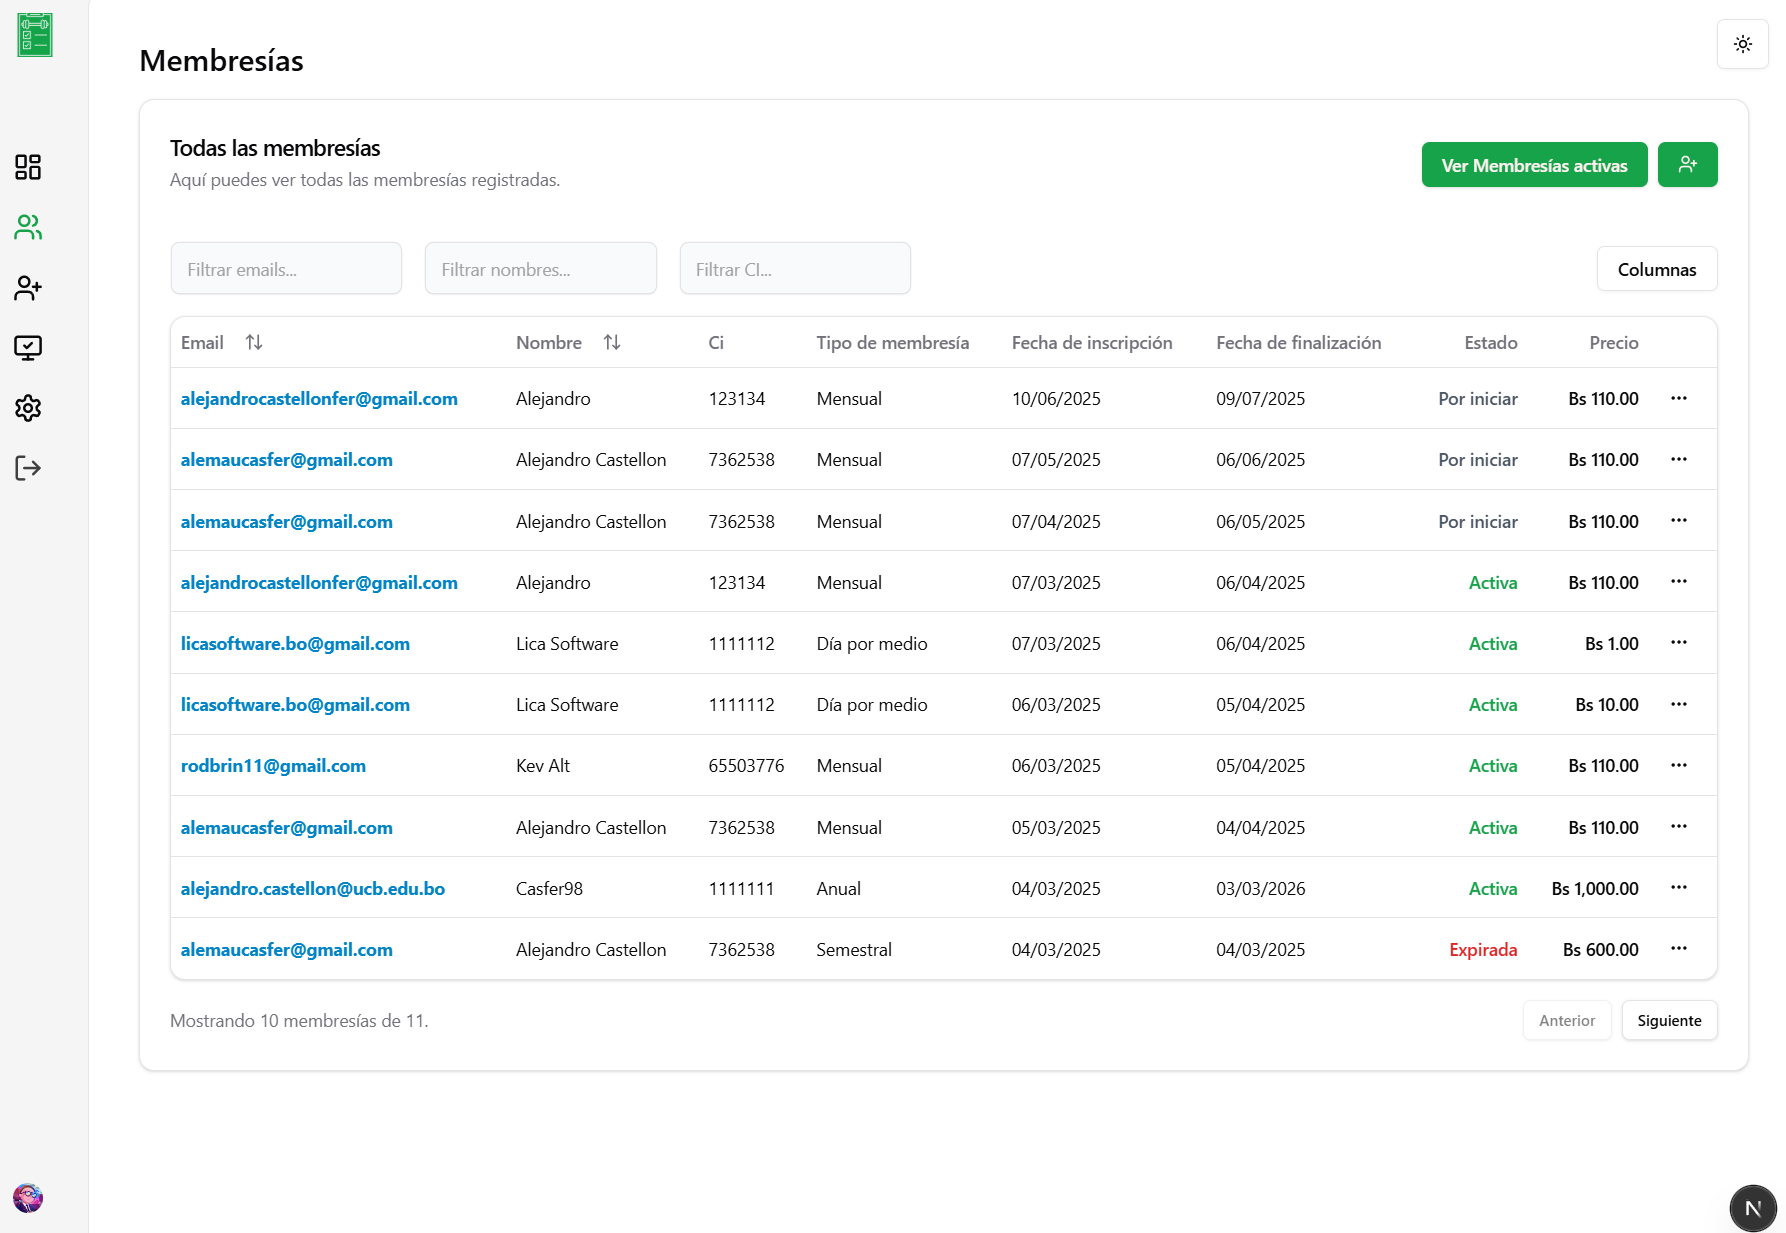 Membresías
Todas las membresías
Aquí puedes ver todas las membresías registradas.
Ver Membresías activas
Filtrar emails... Filtrar nombres... Filtrar CI... Columnas
Email Nombre Ci Tipo de membresía Fecha de inscripción Fecha de finalización Estado Precio
alejandrocastellonfer@gmail.com Alejandro 123134 Mensual 10/06/2025 09/07/2025 Por iniciar Bs 110.00 ...
alemaucasfer@gmail.com Alejandro Castellon 7362538 Mensual 07/05/2025 06/06/2025 Por iniciar Bs 110.00 ...
alemaucasfer@gmail.com Alejandro Castellon 7362538 Mensual 07/04/2025 06/05/2025 Por iniciar Bs 110.00 ...
alejandrocastellonfer@gmail.com Alejandro 123134 Mensual 07/03/2025 06/04/2025 Activa Bs 110.00 ...
licasoftware.bo@gmail.com Lica Software 1111112 Día por medio 07/03/2025 06/04/2025 Activa Bs 1.00 ...
licasoftware.bo@gmail.com Lica Software 1111112 Día por medio 06/03/2025 05/04/2025 Activa Bs 10.00 ...
rodbrin11@gmail.com Kev Alt 65503776 Mensual 06/03/2025 05/04/2025 Activa Bs 110.00 ...
alemaucasfer@gmail.com Alejandro Castellon 7362538 Mensual 05/03/2025 04/04/2025 Activa Bs 110.00 ...
alejandro.castellon@ucb.edu.bo Casfer98 1111111 Anual 04/03/2025 03/03/2026 Activa Bs 1,000.00 ...
alemaucasfer@gmail.com Alejandro Castellon 7362538 Semestral 04/03/2025 04/03/2025 Expirada Bs 600.00 ...
Mostrando 10 membresías de 11. Anterior Siguiente
N